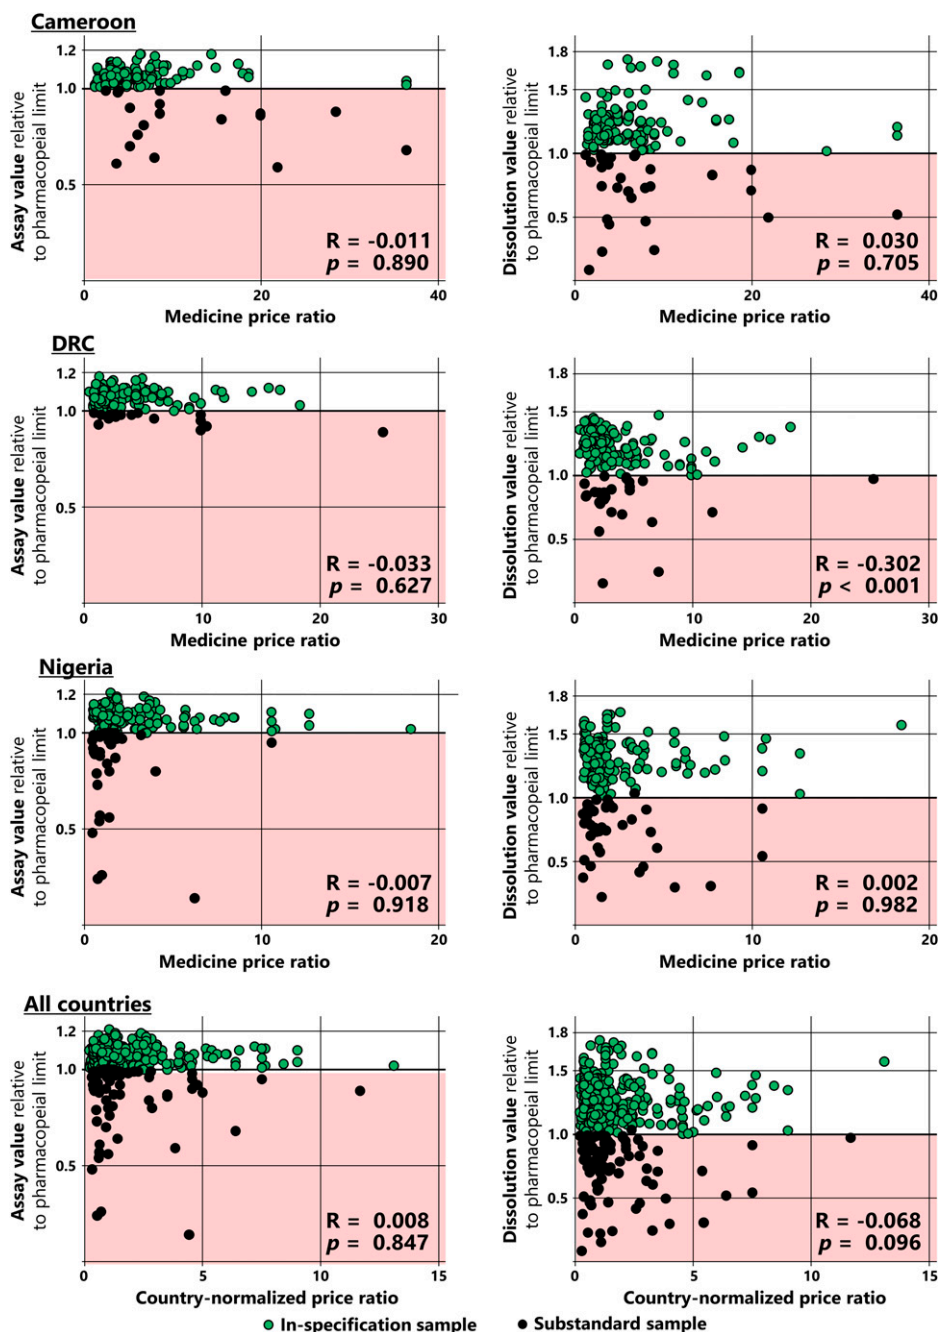 Cameroon
Assay value relative
to pharmacopeial limit
1.2
1.0
0.5
R = -0.011
p = 0.890
0
20
40
Medicine price ratio
Dissolution value relative
to pharmacopeial limit
1.8
1.5
1.0
0.5
R = 0.030
p = 0.705
0
20
40
Medicine price ratio
DRC
Assay value relative
to pharmacopeial limit
1.2
1.0
0.5
R = -0.033
p = 0.627
0
10
20
30
Medicine price ratio
Dissolution value relative
to pharmacopeial limit
1.8
1.5
1.0
0.5
R = -0.302
p < 0.001
0
10
20
30
Medicine price ratio
Nigeria
Assay value relative
to pharmacopeial limit
1.2
1.0
0.5
R = -0.007
p = 0.918
0
10
20
Medicine price ratio
Dissolution value relative
to pharmacopeial limit
1.8
1.5
1.0
0.5
R = 0.002
p = 0.982
0
10
20
Medicine price ratio
All countries
Assay value relative
to pharmacopeial limit
1.2
1.0
0.5
R = 0.008
p = 0.847
0
5
10
15
Country-normalized price ratio
Dissolution value relative
to pharmacopeial limit
1.8
1.5
1.0
0.5
R = -0.068
p = 0.096
0
5
10
15
Country-normalized price ratio
In-specification sample
Substandard sample